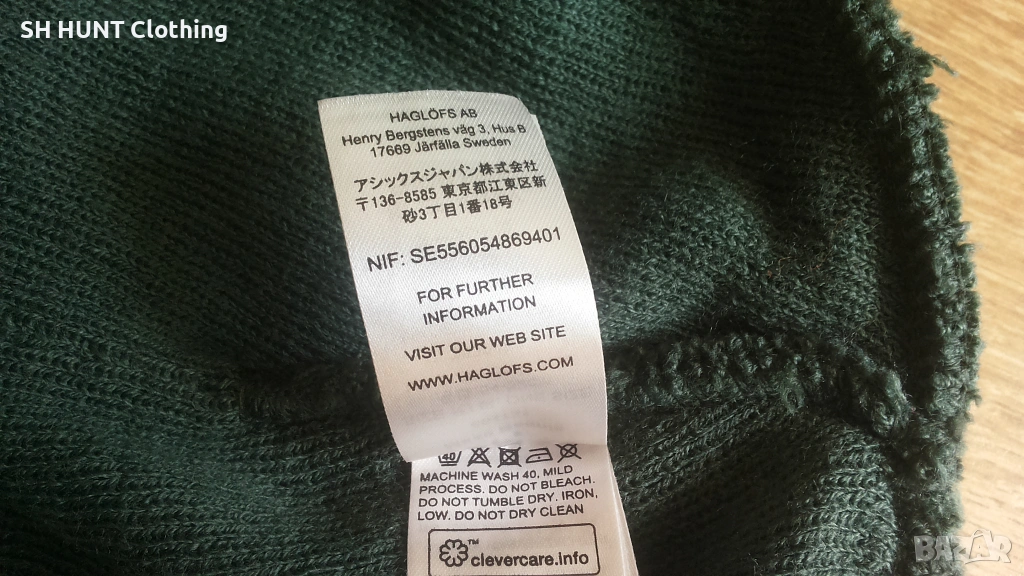 SH HUNT Clothing
HAGLÖFS AB
Henry Bergstens väg 3, Hus B
17669 Järfälla Sweden
アシックスジャパン株式会社
〒136-8585 東京都江東区新
砂3丁目1番18号
NIF: SE556054869401
FOR FURTHER
INFORMATION
VISIT OUR WEB SITE
WWW.HAGLOFS.COM
40
MACHINE WASH 40, MILD
PROCESS. DO NOT BLEACH.
DO NOT TUMBLE DRY. IRON,
LOW. DO NOT DRY CLEAN
™
clevercare.info
BAZAR